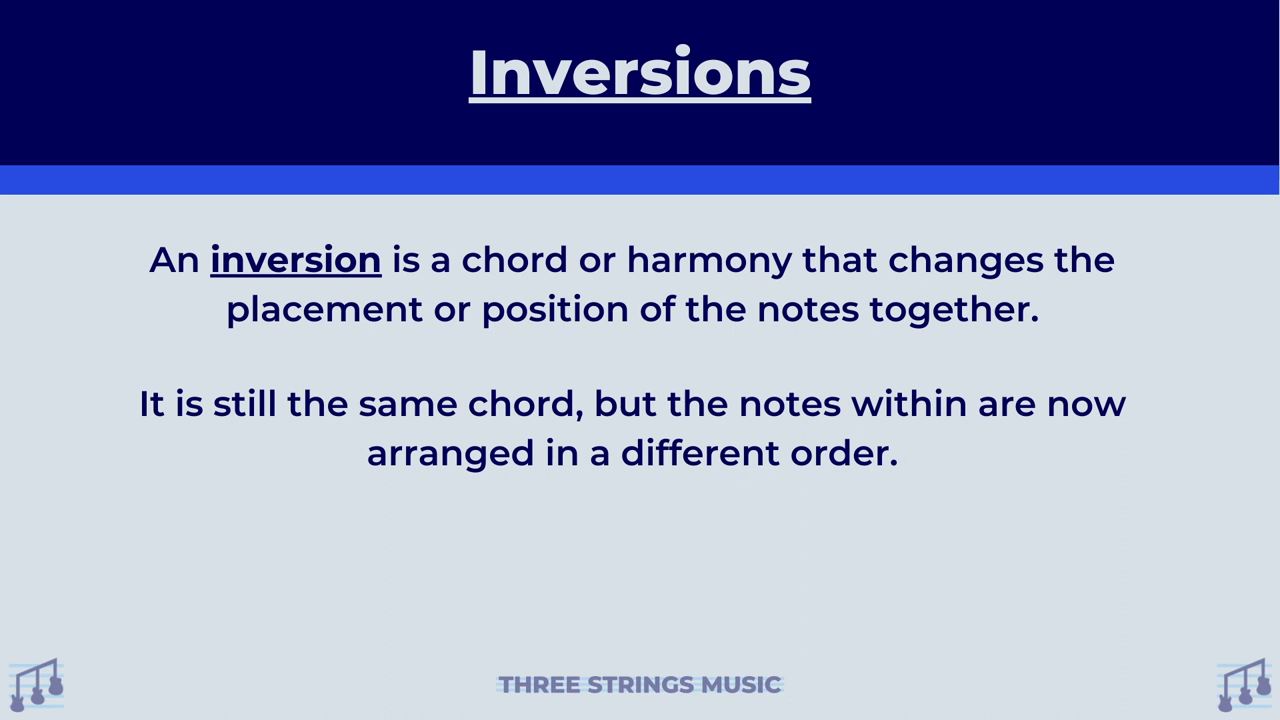 Inversions
An inversion is a chord or harmony that changes the
placement or position of the notes together.
It is still the same chord, but the notes within are now
arranged in a different order.
THREE STRINGS MUSIC